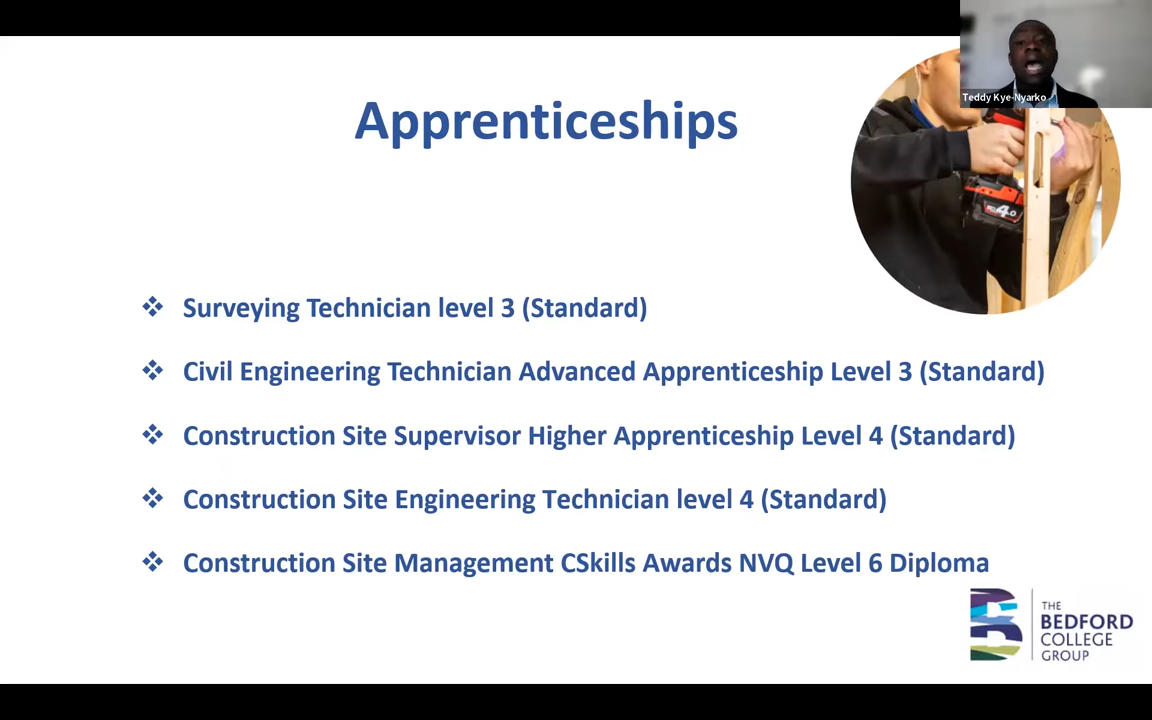 Teddy Kye-Nyarko
Apprenticeships
4.0
❖ Surveying Technician level 3 (Standard)
❖ Civil Engineering Technician Advanced Apprenticeship Level 3 (Standard)
❖ Construction Site Supervisor Higher Apprenticeship Level 4 (Standard)
❖ Construction Site Engineering Technician level 4 (Standard)
❖ Construction Site Management CSkills Awards NVQ Level 6 Diploma
THE
BEDFORD
COLLEGE
GROUP